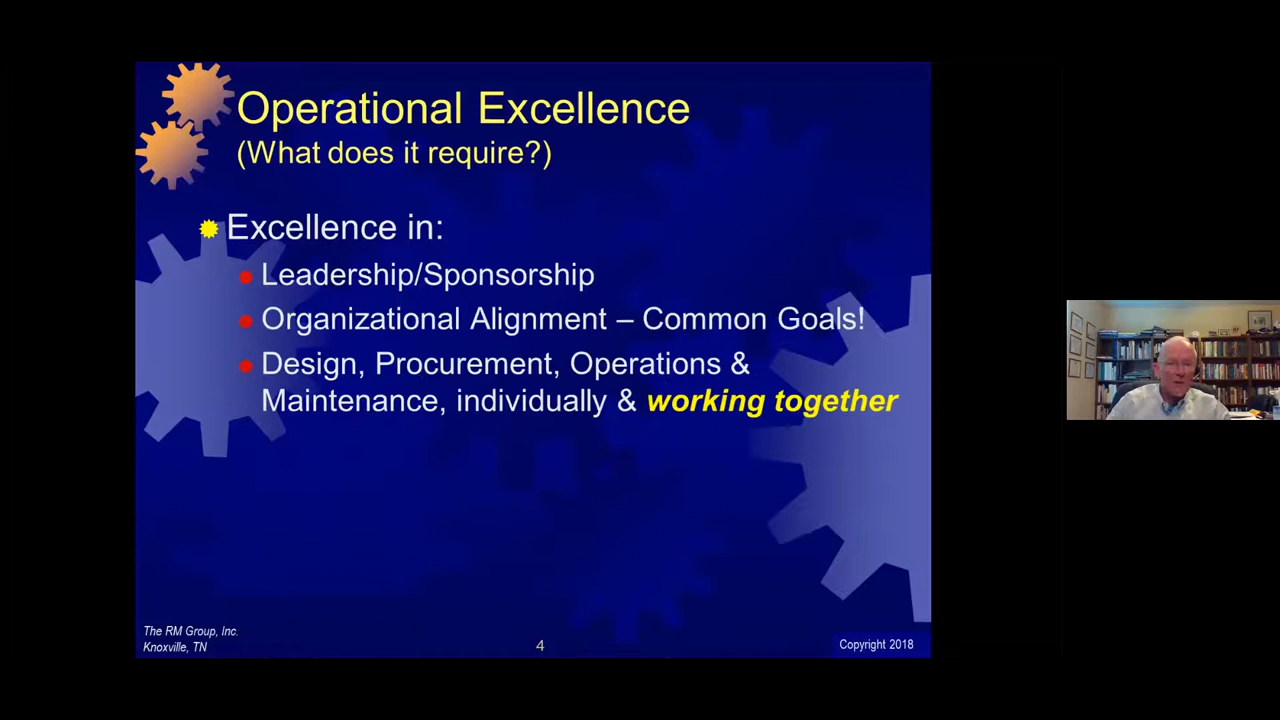 Operational Excellence
(What does it require?)
Excellence in:
Leadership/Sponsorship
Organizational Alignment – Common Goals!
Design, Procurement, Operations &
Maintenance, individually & working together
The RM Group, Inc.
Knoxville, TN
4
Copyright 2018